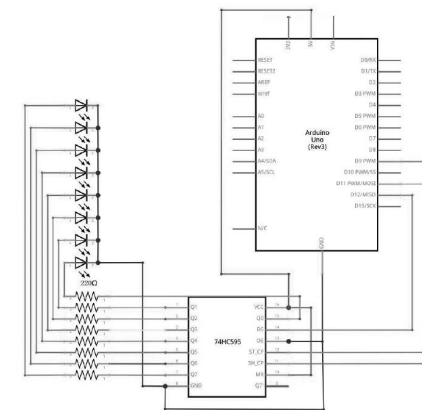 3V3
5V
VIN
RESET
RESET2
AREF
IOREF
A0
A1
A2
A3
A4/SDA
A5/SCL
N/C
Arduino
Uno
(Rev3)
D0/RX
D1/TX
D2
D3 PWM
D4
D5 PWM
D6 PWM
D7
D8
D9 PWM
D10 PWM/SS
D11 PWM/MOSI
D12/MISO
D13/SCK
GND
220Ω
Q1
Q2
Q3
Q4
Q5
Q6
Q7
GND
74HC595
VCC
Q0
DS
OE
ST_CP
SH_CP
MR
Q7'